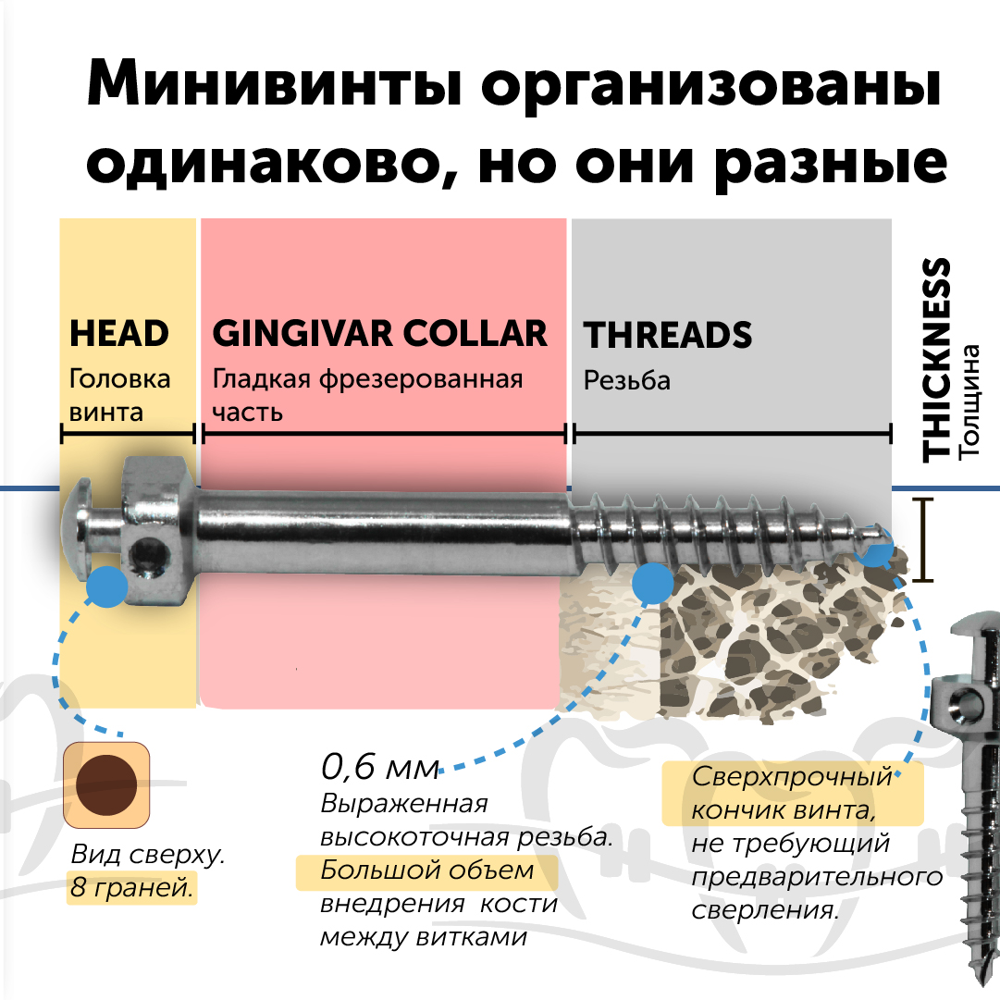 Минивинты организованы
одинаково, но они разные
HEAD
Головка
винта
GINGIVAR COLLAR
Гладкая фрезерованная
часть
THREADS
Резьба
THICKNESS
Толщина
Вид сверху.
8 граней.
0,6 мм
Выраженная
высокоточная резьба.
Большой объем
внедрения кости
между витками
Сверхпрочный
кончик винта,
не требующий
предварительного
сверления.